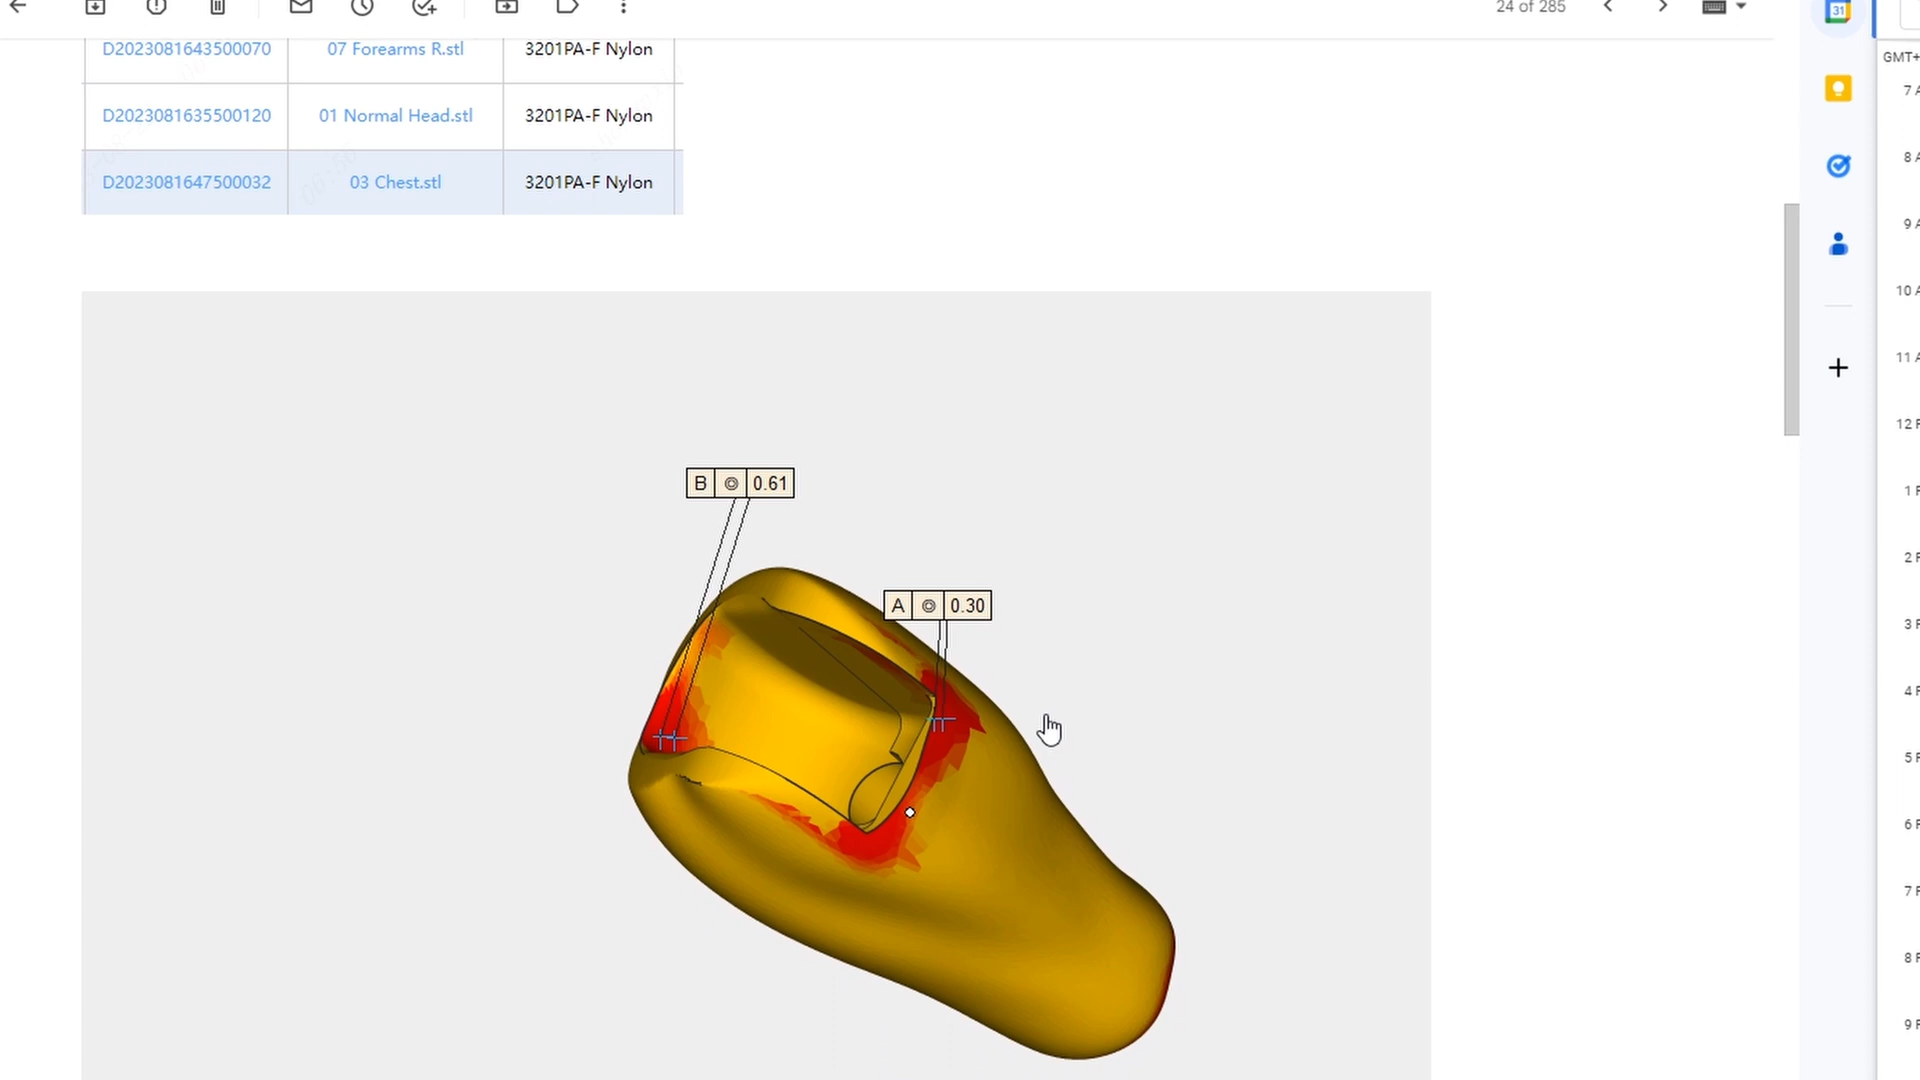 24 of 285
31
GMT+
D2023081643500070 07 Forearms R.stl 3201PA-F Nylon
D2023081635500120 01 Normal Head.stl 3201PA-F Nylon
D2023081647500032 03 Chest.stl 3201PA-F Nylon
B ◎ 0.61
A ◎ 0.30
7 A
8 A
9 A
10 A
11 A
12 P
1 P
2 P
3 P
4 P
5 P
6 P
7 P
8 P
9 P